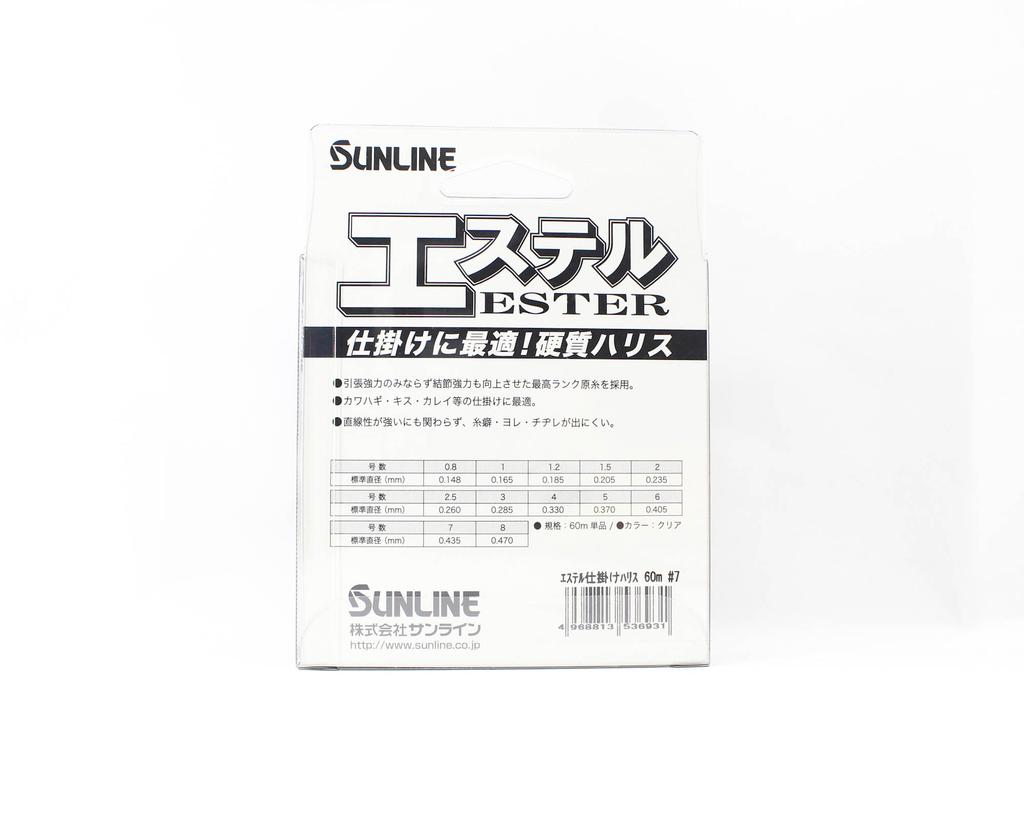 SUNLINE
エステル
ESTER
仕掛けに最適!硬質ハリス
●引張強力のみならず結節強力も向上させた最高ランク原糸を採用。
●カワハギ・キス・カレイ等の仕掛けに最適。
●直線性が強いにも関わらず、糸癖・ヨレ・チヂレが出にくい。
号数 0.8 1 1.2 1.5 2
標準直径(mm) 0.148 0.165 0.185 0.205 0.235
号数 2.5 3 4 5 6
標準直径(mm) 0.260 0.285 0.330 0.370 0.405
号数 7 8
標準直径(mm) 0.435 0.470
●規格:60m単品/●カラー:クリア
エステル仕掛けハリス 60m #7
4 968813 536931
SUNLINE
株式会社サンライン
http://www.sunline.co.jp